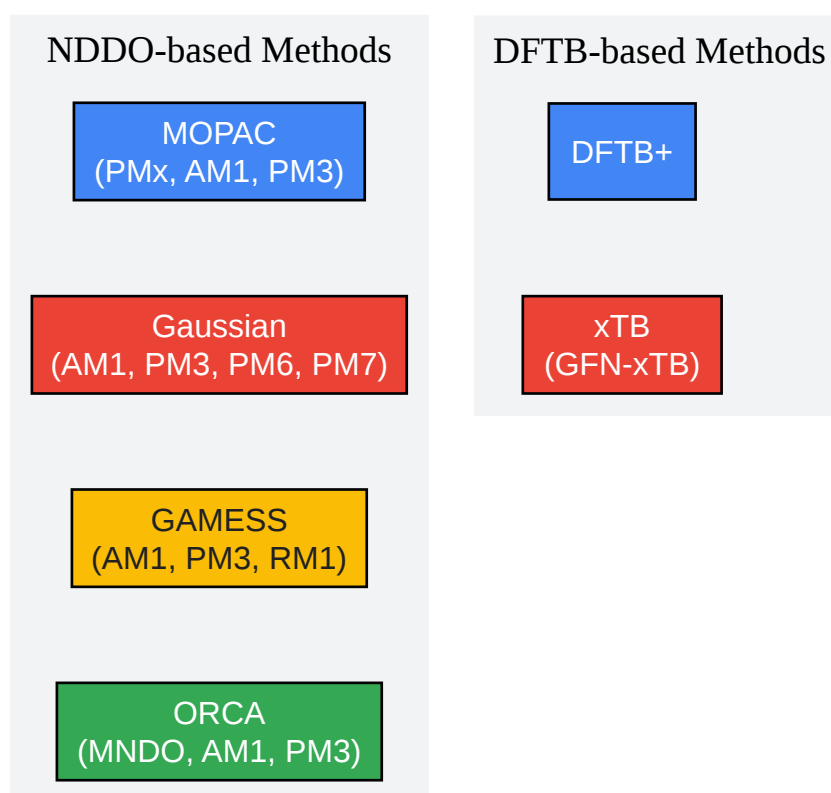 NDDO-based Methods
MOPAC
(PMx, AM1, PM3)
Gaussian
(AM1, PM3, PM6, PM7)
GAMESS
(AM1, PM3, RM1)
ORCA
(MNDO, AM1, PM3)
DFTB-based Methods
DFTB+
xTB
(GFN-xTB)